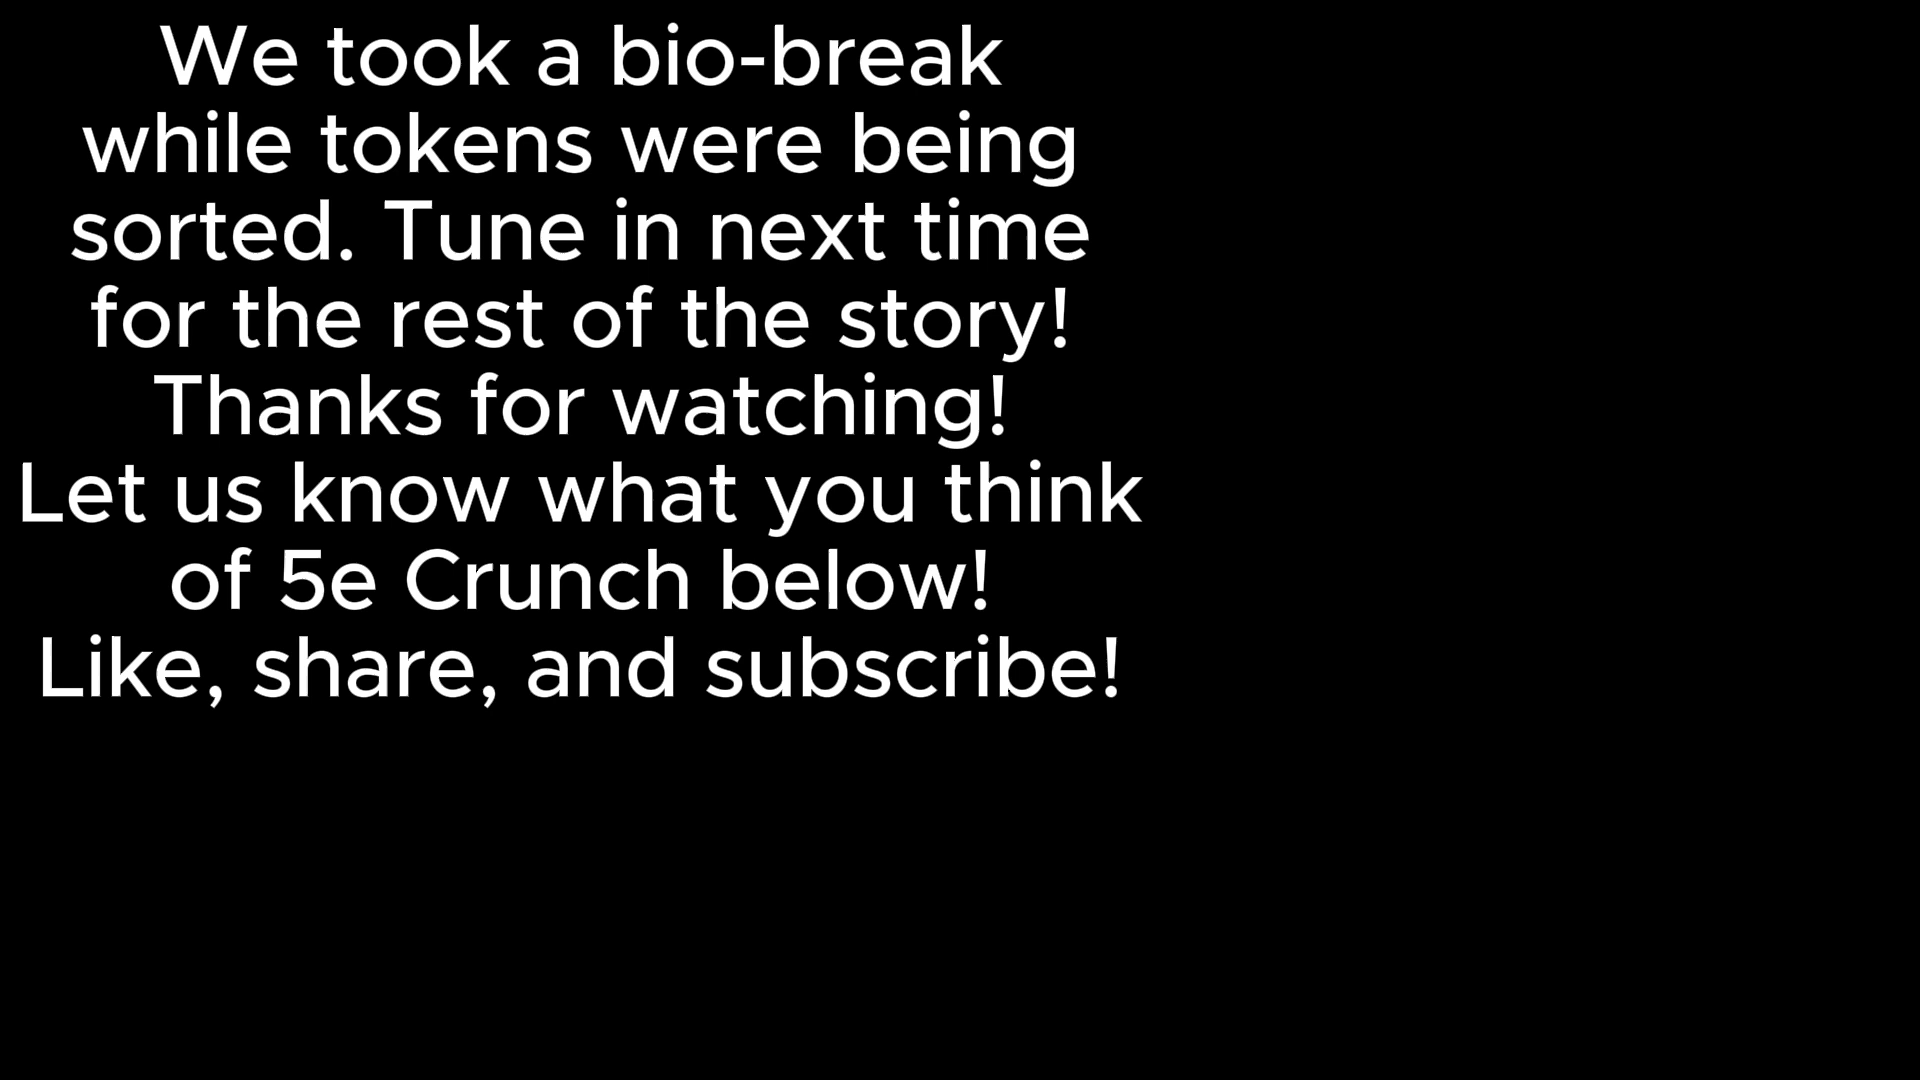 We took a bio-break
while tokens were being
sorted. Tune in next time
for the rest of the story!
Thanks for watching!
Let us know what you think
of 5e Crunch below!
Like, share, and subscribe!